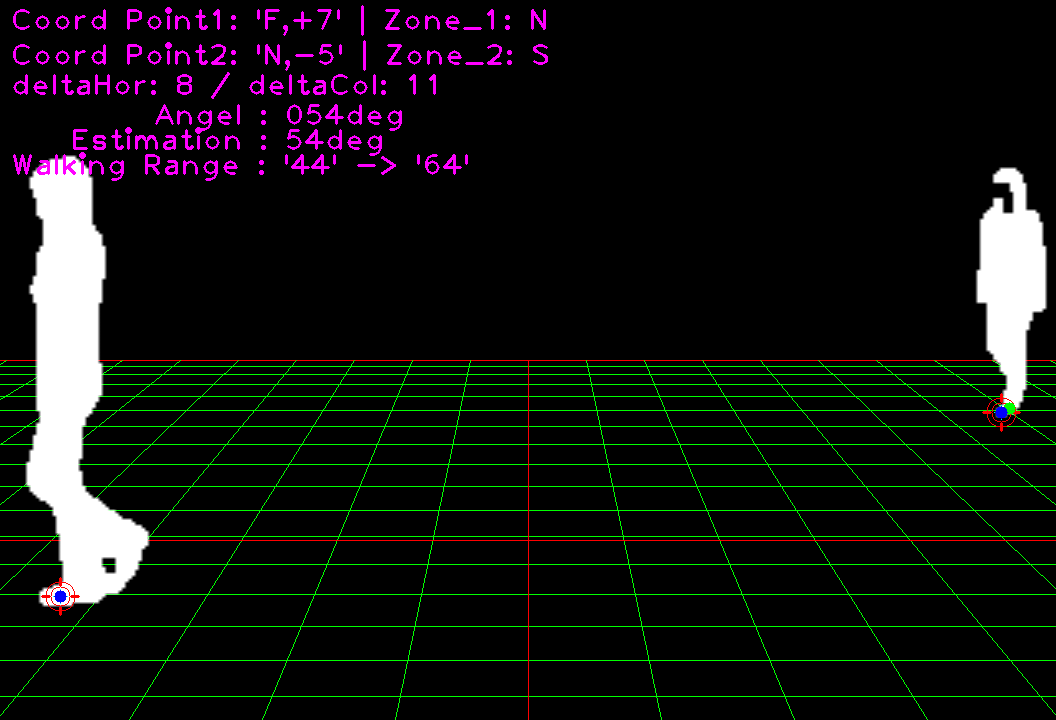 Coord Point1: 'F,+7' | Zone_1: N
Coord Point2: 'N,-5' | Zone_2: S
deltaHor: 8 / deltaCol: 11
Angel : 054deg
Estimation : 54deg
Walking Range : '44' -> '64'